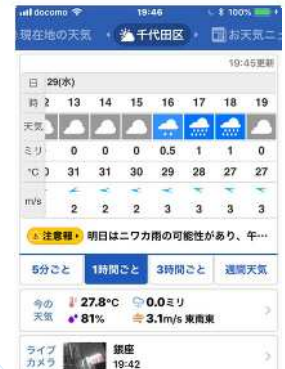 docomo 19:46 100%
現在地の天気 千代田区 お天気ニ
19:45更新
日 29(水)
時 2 13 14 15 16 17 18 19
天気
ミリ 0 0 0 0.5 1 1 0
°C 31 31 30 29 28 27 27
m/s 2 2 2 3 3 3 3
注意報 明日はニワカ雨の可能性があり、午…
5分ごと 1時間ごと 3時間ごと 週間天気
今の天気 27.8°C 0.0ミリ
81% 3.1m/s 東南東
ライブカメラ 銀座
19:42